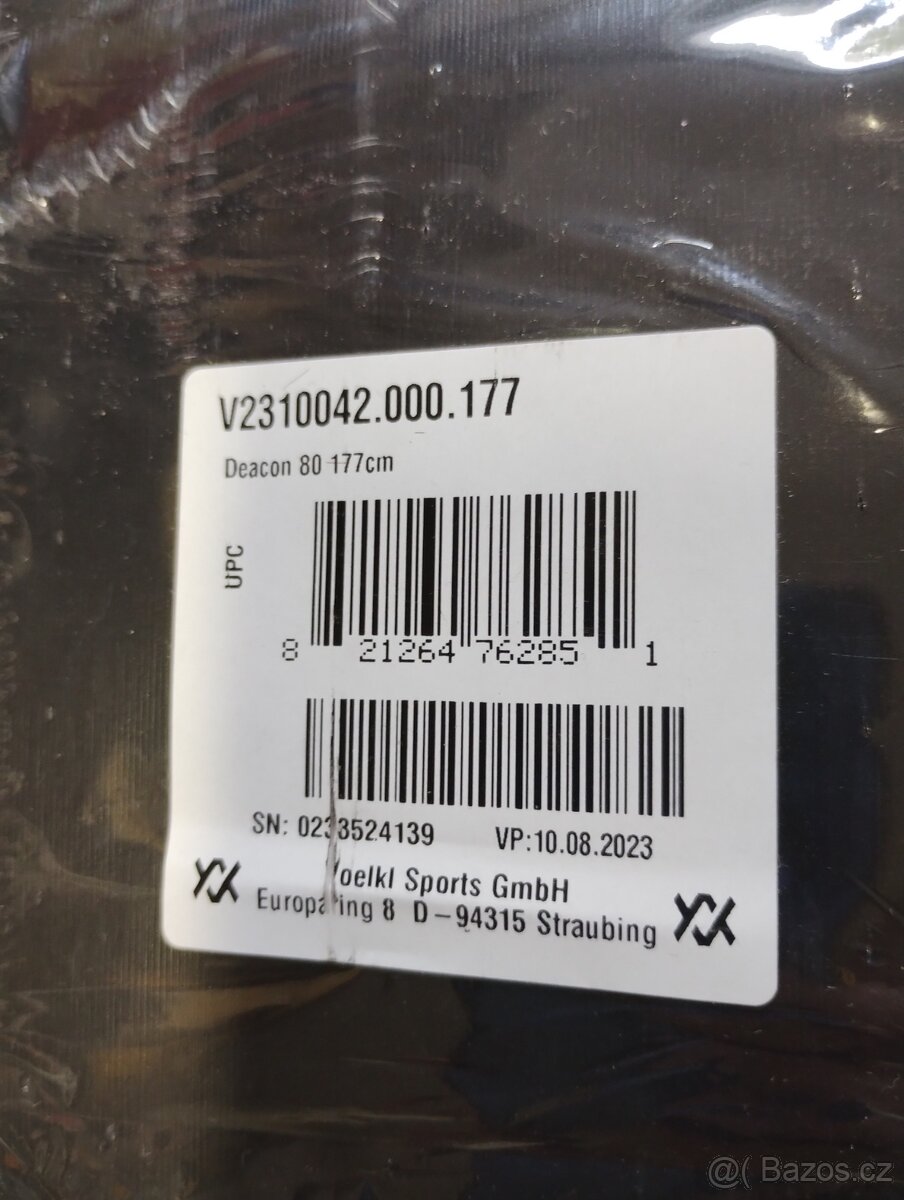 V2310042.000.177
Deacon 80 177cm
UPC
8 21264 76285 1
SN: 0233524139 VP:10.08.2023
Voelkl Sports GmbH
Europaring 8 D-94315 Straubing
@( Bazos.cz